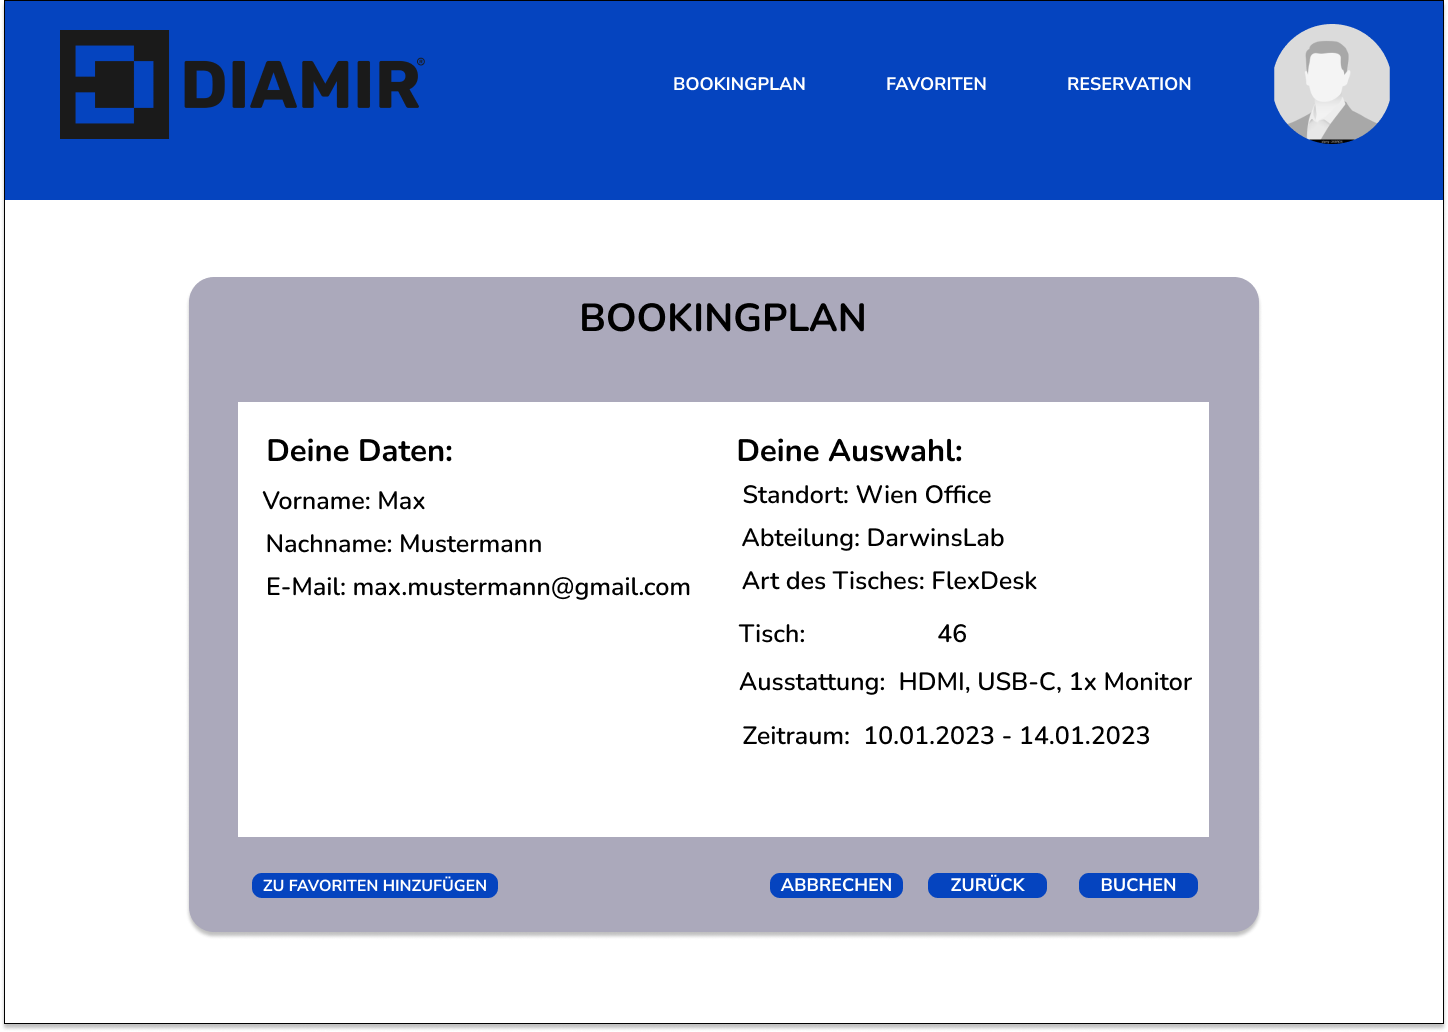 DIAMIR®
BOOKINGPLAN
FAVORITEN
RESERVATION
BOOKINGPLAN
Deine Daten:
Vorname: Max
Nachname: Mustermann
E-Mail: max.mustermann@gmail.com
Deine Auswahl:
Standort: Wien Office
Abteilung: DarwinsLab
Art des Tisches: FlexDesk
Tisch: 46
Ausstattung: HDMI, USB-C, 1x Monitor
Zeitraum: 10.01.2023 - 14.01.2023
ZU FAVORITEN HINZUFÜGEN
ABBRECHEN
ZURÜCK
BUCHEN